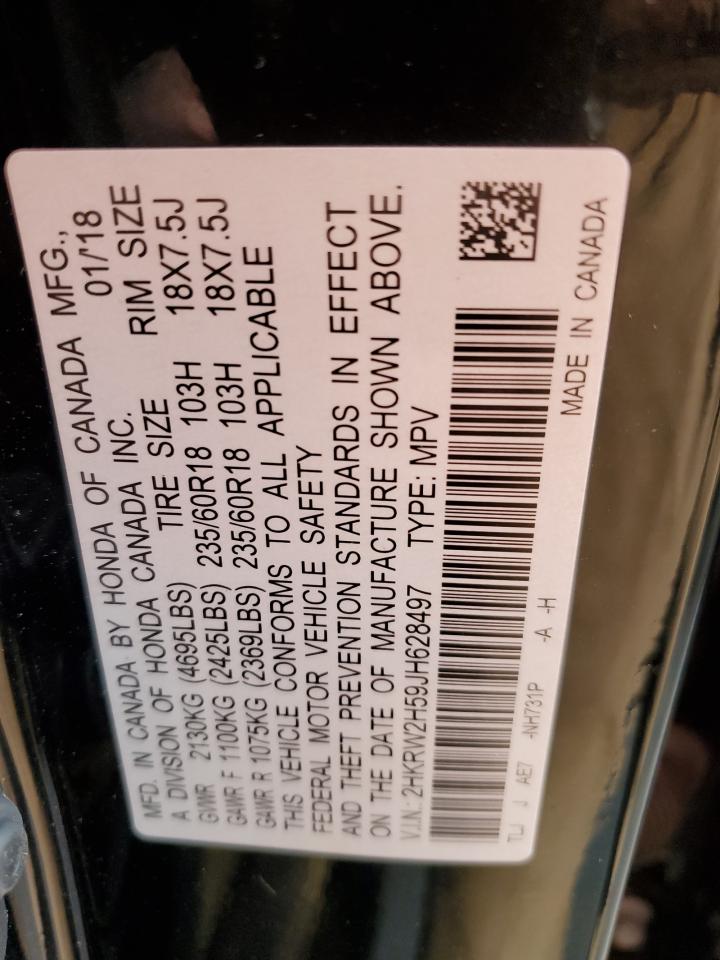 MFD. IN CANADA BY HONDA OF CANADA MFG.,
A DIVISION OF HONDA CANADA INC. 01/'18
TIRE SIZE RIM SIZE
GVWR 2130KG (4695LBS)
GAWR F 1100KG (2425LBS) 235/60R18 103H 18X7.5J
GAWR R 1075KG (2369LBS) 235/60R18 103H 18X7.5J
THIS VEHICLE CONFORMS TO ALL APPLICABLE
FEDERAL MOTOR VEHICLE SAFETY
AND THEFT PREVENTION STANDARDS IN EFFECT
ON THE DATE OF MANUFACTURE SHOWN ABOVE.
V.I.N.: 2HKRW2H59JH628497 TYPE: MPV
TLJ J AE7 -NH731P -A -H
MADE IN CANADA